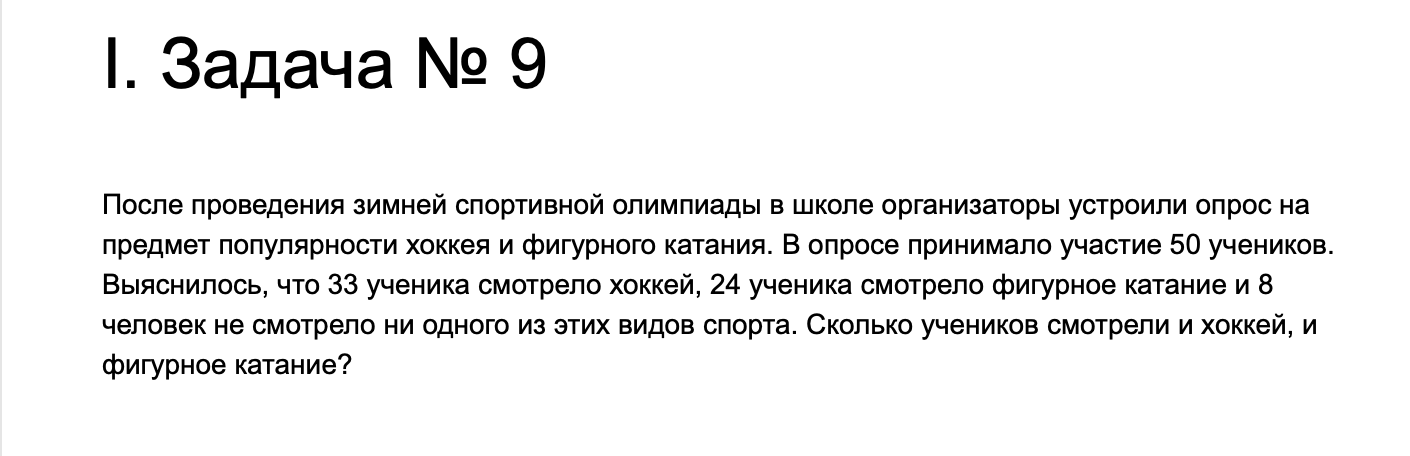 I. Задача № 9
После проведения зимней спортивной олимпиады в школе организаторы устроили опрос на
предмет популярности хоккея и фигурного катания. В опросе принимало участие 50 учеников.
Выяснилось, что 33 ученика смотрело хоккей, 24 ученика смотрело фигурное катание и 8
человек не смотрело ни одного из этих видов спорта. Сколько учеников смотрели и хоккей, и
фигурное катание?